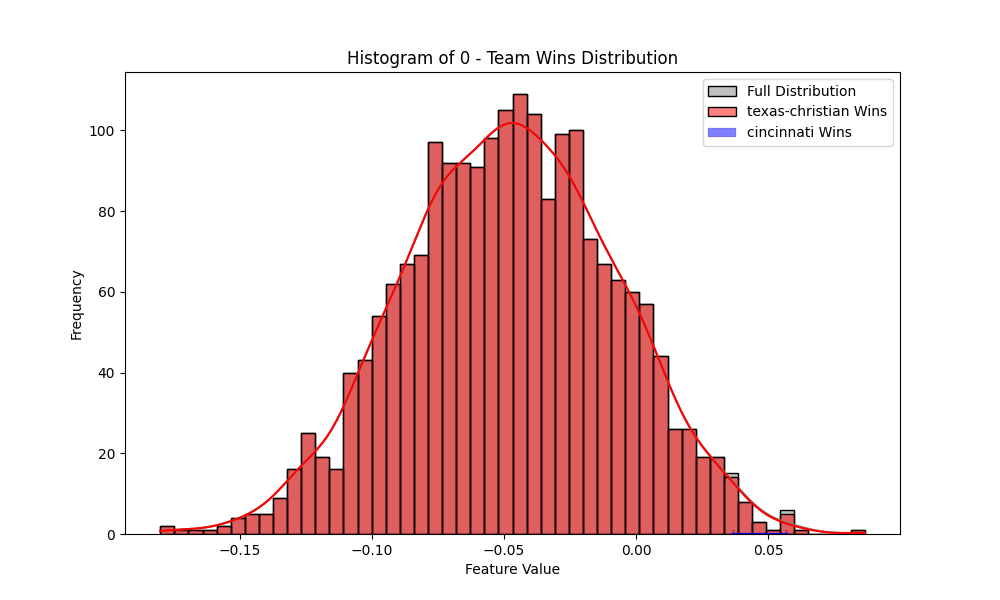 Histogram of 0 - Team Wins Distribution
Full Distribution
texas-christian Wins
cincinnati Wins
100
80
60
40
20
0
Frequency
−0.15 −0.10 −0.05 0.00 0.05
Feature Value